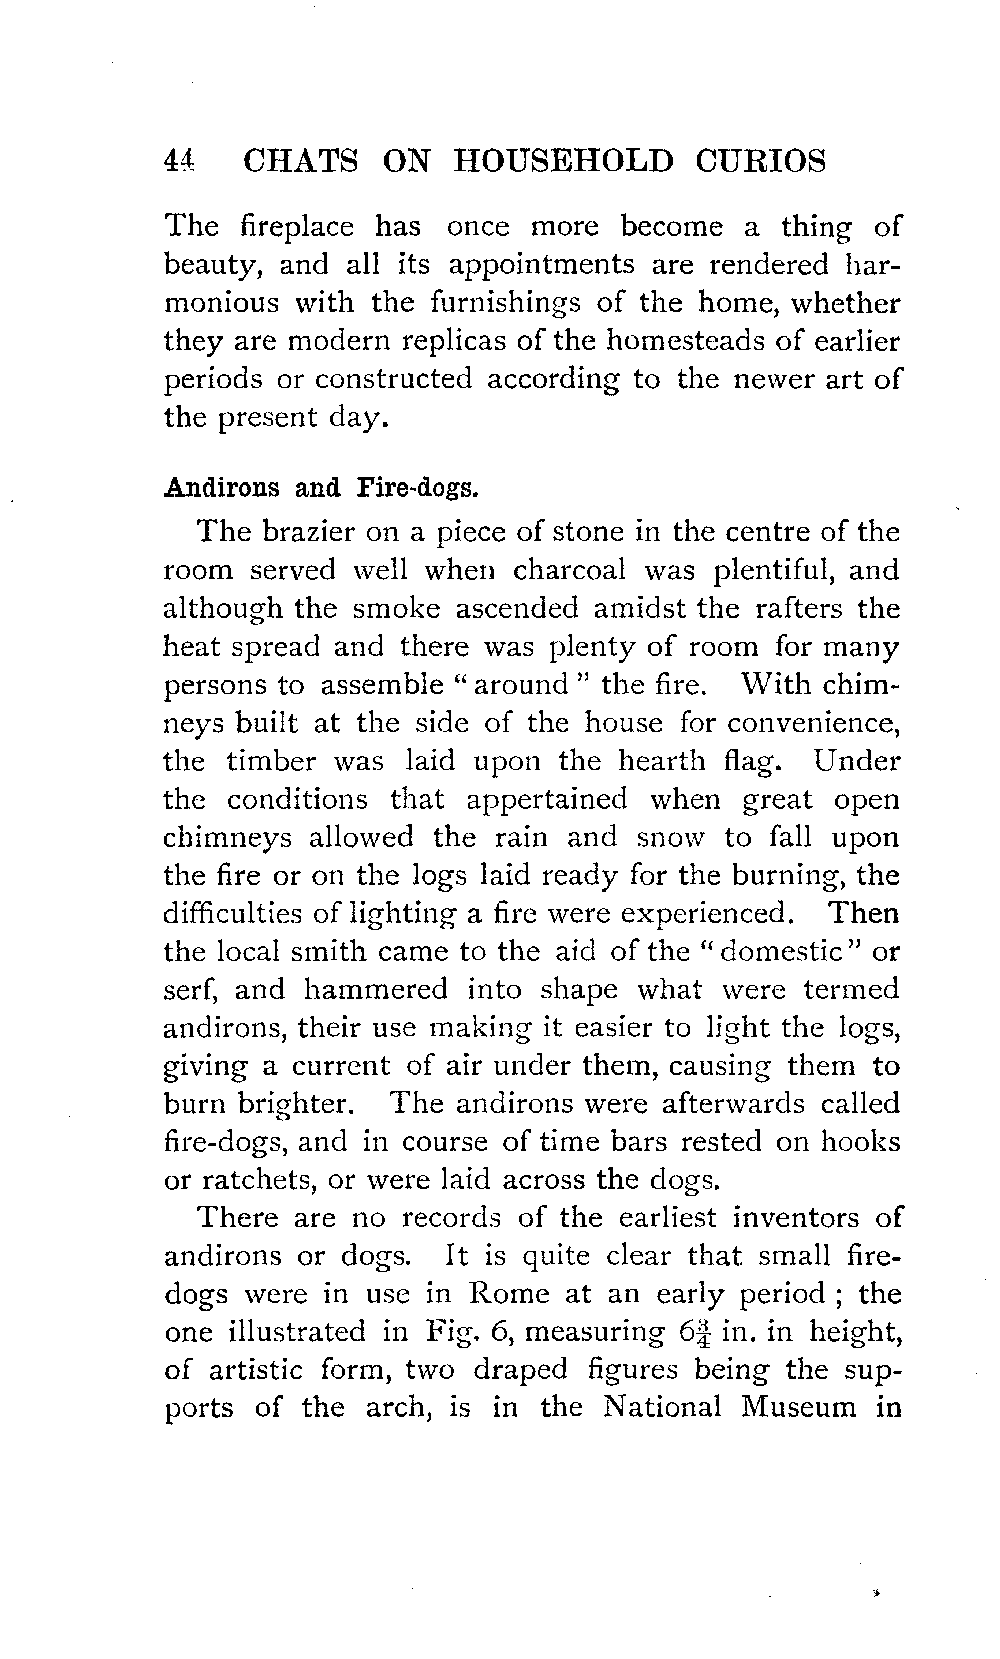 44 CHATS ON HOUSEHOLD CURIOS
The fireplace has once more become a thing of
beauty, and all its appointments are rendered har-
monious with the furnishings of the home, whether
they are modern replicas of the homesteads of earlier
periods or constructed according to the newer art of
the present day.
Andirons and Fire-dogs.
The brazier on a piece of stone in the centre of the
room served well when charcoal was plentiful, and
although the smoke ascended amidst the rafters the
heat spread and there was plenty of room for many
persons to assemble “ around ” the fire. With chim-
neys built at the side of the house for convenience,
the timber was laid upon the hearth flag. Under
the conditions that appertained when great open
chimneys allowed the rain and snow to fall upon
the fire or on the logs laid ready for the burning, the
difficulties of lighting a fire were experienced. Then
the local smith came to the aid of the “ domestic ” or
serf, and hammered into shape what were termed
andirons, their use making it easier to light the logs,
giving a current of air under them, causing them to
burn brighter. The andirons were afterwards called
fire-dogs, and in course of time bars rested on hooks
or ratchets, or were laid across the dogs.
There are no records of the earliest inventors of
andirons or dogs. It is quite clear that small fire-
dogs were in use in Rome at an early period ; the
one illustrated in Fig. 6, measuring 6¾ in. in height,
of artistic form, two draped figures being the sup-
ports of the arch, is in the National Museum in